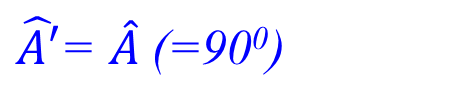 Â′ = Â (=90⁰)